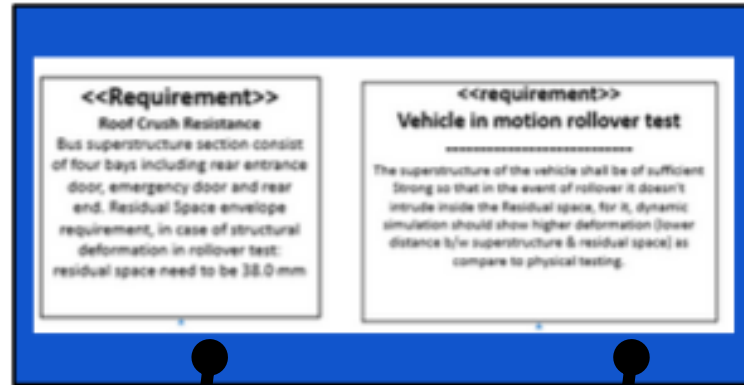 <<Requirement>>
Roof Crush Resistance
Bus superstructure section consist
of four bays including rear entrance
door, emergency door and rear
end. Residual Space envelope
requirement, in case of structural
deformation in rollover test:
residual space need to be 38.0 mm
<<requirement>>
Vehicle in motion rollover test
------------------------------
The superstructure of the vehicle shall be of sufficient
Strong so that in the event of rollover it doesn't
intrude inside the Residual space, for it, dynamic
simulation should show higher deformation (lower
distance b/w superstructure & residual space) as
compare to physical testing.